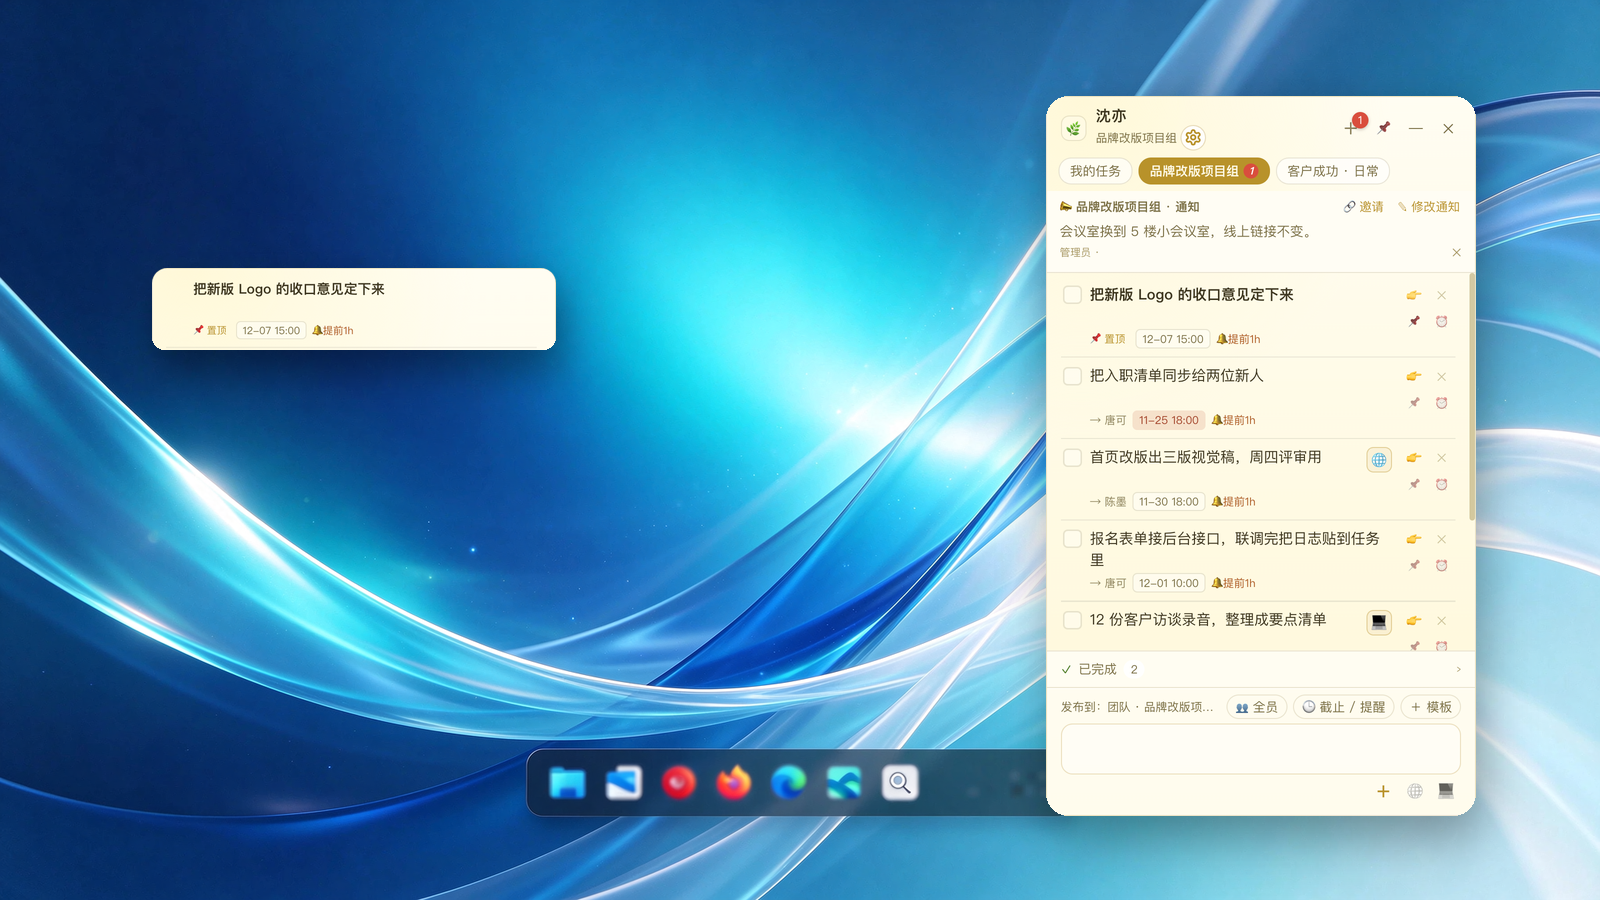 把新版 Logo 的收口意见定下来
置顶 12-07 15:00 提前1h
沈亦
品牌改版项目组
1
我的任务 品牌改版项目组 1 客户成功 · 日常
品牌改版项目组 · 通知 邀请 修改通知
会议室换到 5 楼小会议室，线上链接不变。
管理员 ·
把新版 Logo 的收口意见定下来
置顶 12-07 15:00 提前1h
把入职清单同步给两位新人
→ 唐可 11-25 18:00 提前1h
首页改版出三版视觉稿，周四评审用
→ 陈墨 11-30 18:00 提前1h
报名表单接后台接口，联调完把日志贴到任务
里
→ 唐可 12-01 10:00 提前1h
12 份客户访谈录音，整理成要点清单
已完成 2
发布到：团队 · 品牌改版项... 全员 截止 / 提醒 + 模板